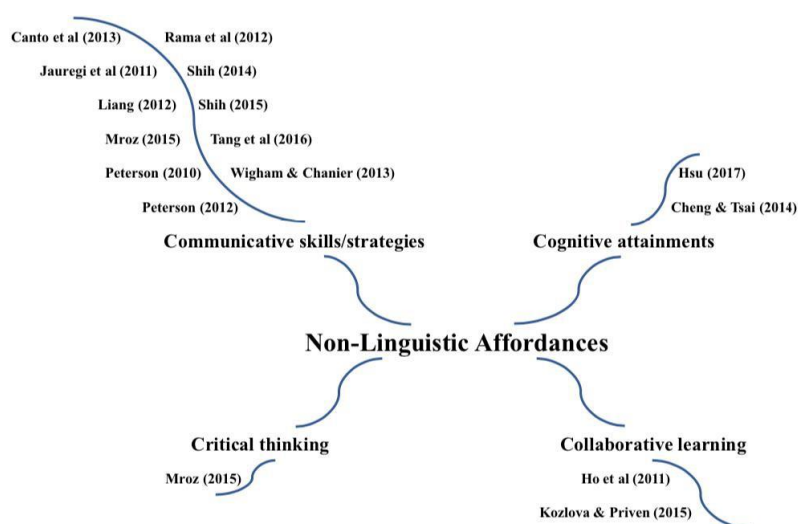 Canto et al (2013)
Rama et al (2012)
Jauregi et al (2011)
Shih (2014)
Liang (2012)
Shih (2015)
Mroz (2015)
Tang et al (2016)
Peterson (2010)
Wigham & Chanier (2013)
Peterson (2012)
Communicative skills/strategies
Hsu (2017)
Cheng & Tsai (2014)
Cognitive attainments
Non-Linguistic Affordances
Critical thinking
Mroz (2015)
Collaborative learning
Ho et al (2011)
Kozlova & Priven (2015)